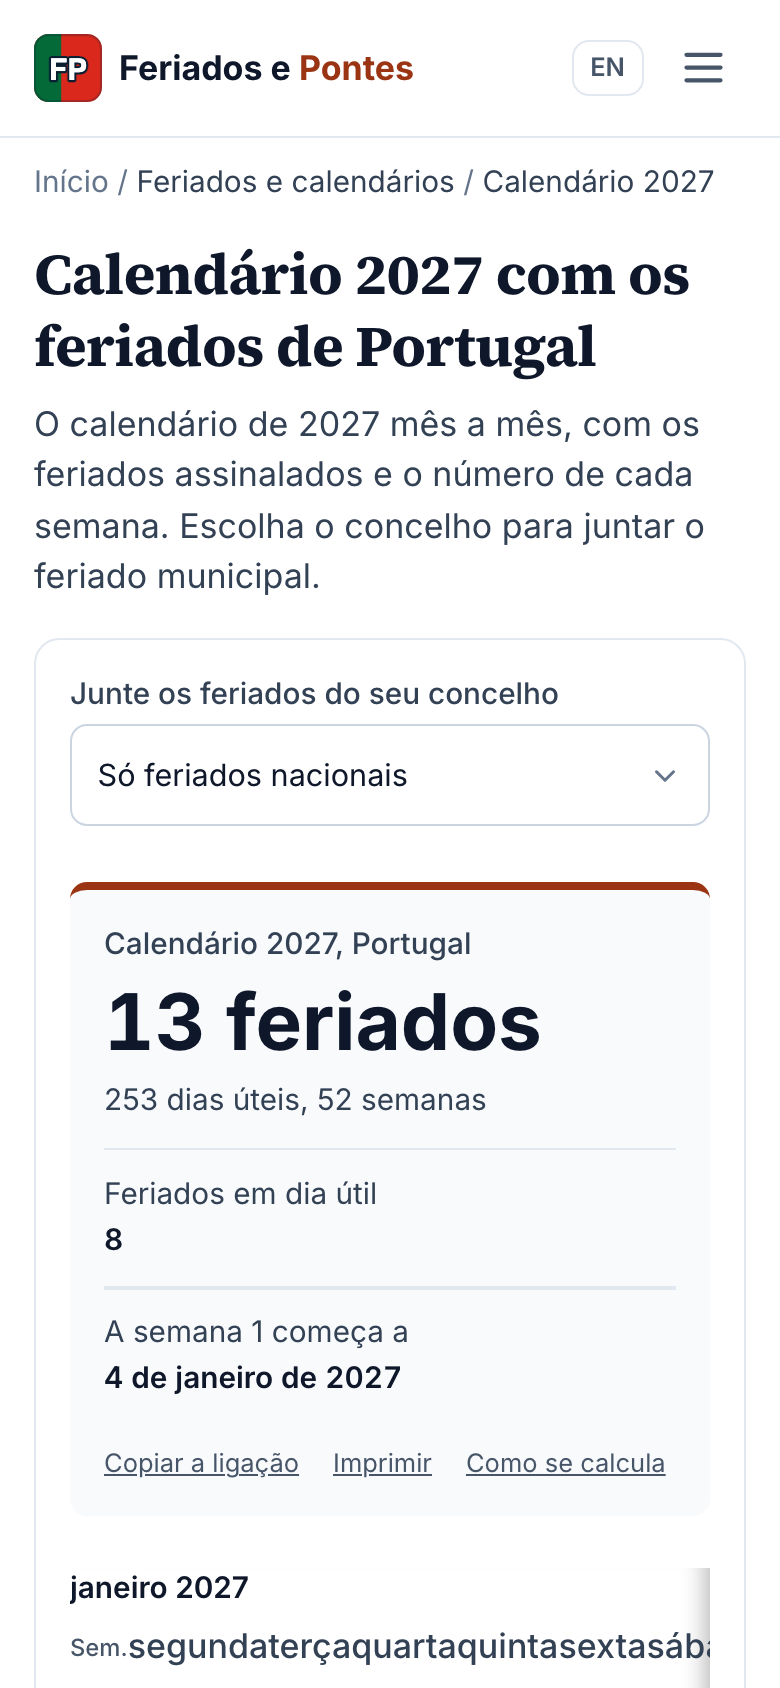 FP Feriados e Pontes EN
Início / Feriados e calendários / Calendário 2027
Calendário 2027 com os
feriados de Portugal
O calendário de 2027 mês a mês, com os
feriados assinalados e o número de cada
semana. Escolha o concelho para juntar o
feriado municipal.
Junte os feriados do seu concelho
Só feriados nacionais
Calendário 2027, Portugal
13 feriados
253 dias úteis, 52 semanas
Feriados em dia útil
8
A semana 1 começa a
4 de janeiro de 2027
Copiar a ligação Imprimir Como se calcula
janeiro 2027
Sem.segundaterçaquartaquintasextasába